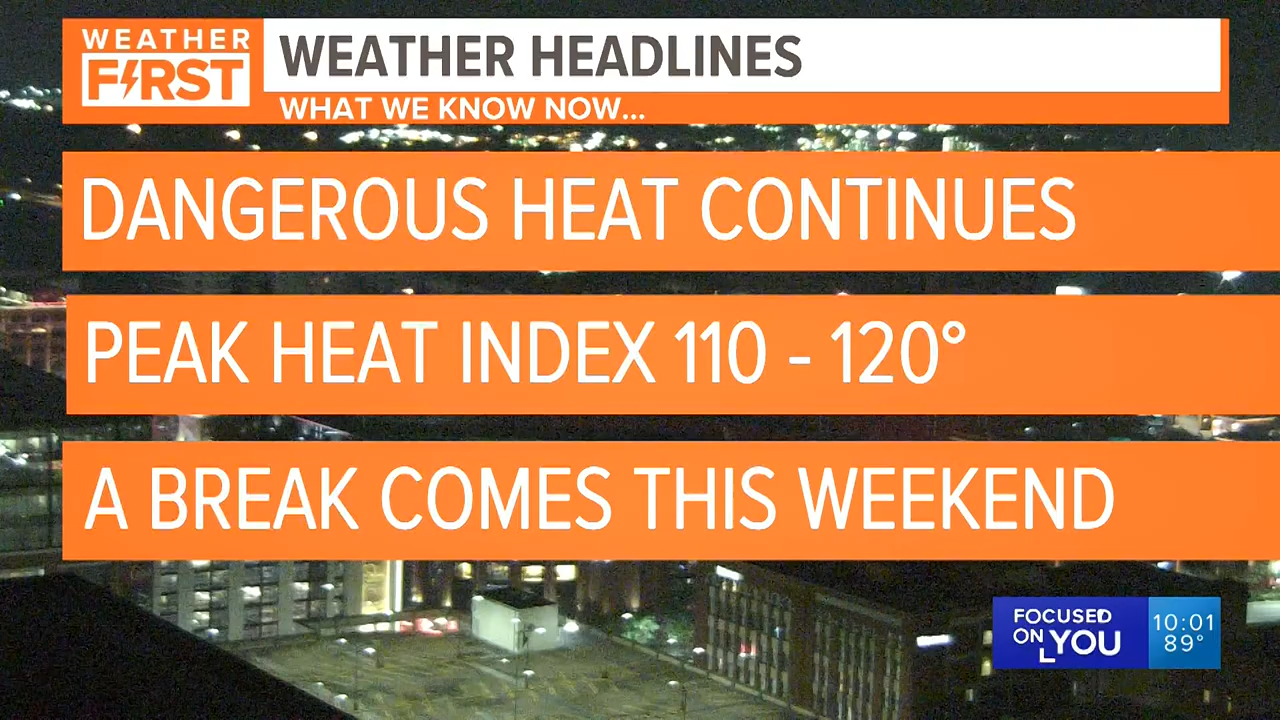 WEATHER
FIRST
WEATHER HEADLINES
WHAT WE KNOW NOW...
DANGEROUS HEAT CONTINUES
PEAK HEAT INDEX 110 - 120°
A BREAK COMES THIS WEEKEND
FOCUSED
ON YOU
10:01
89°